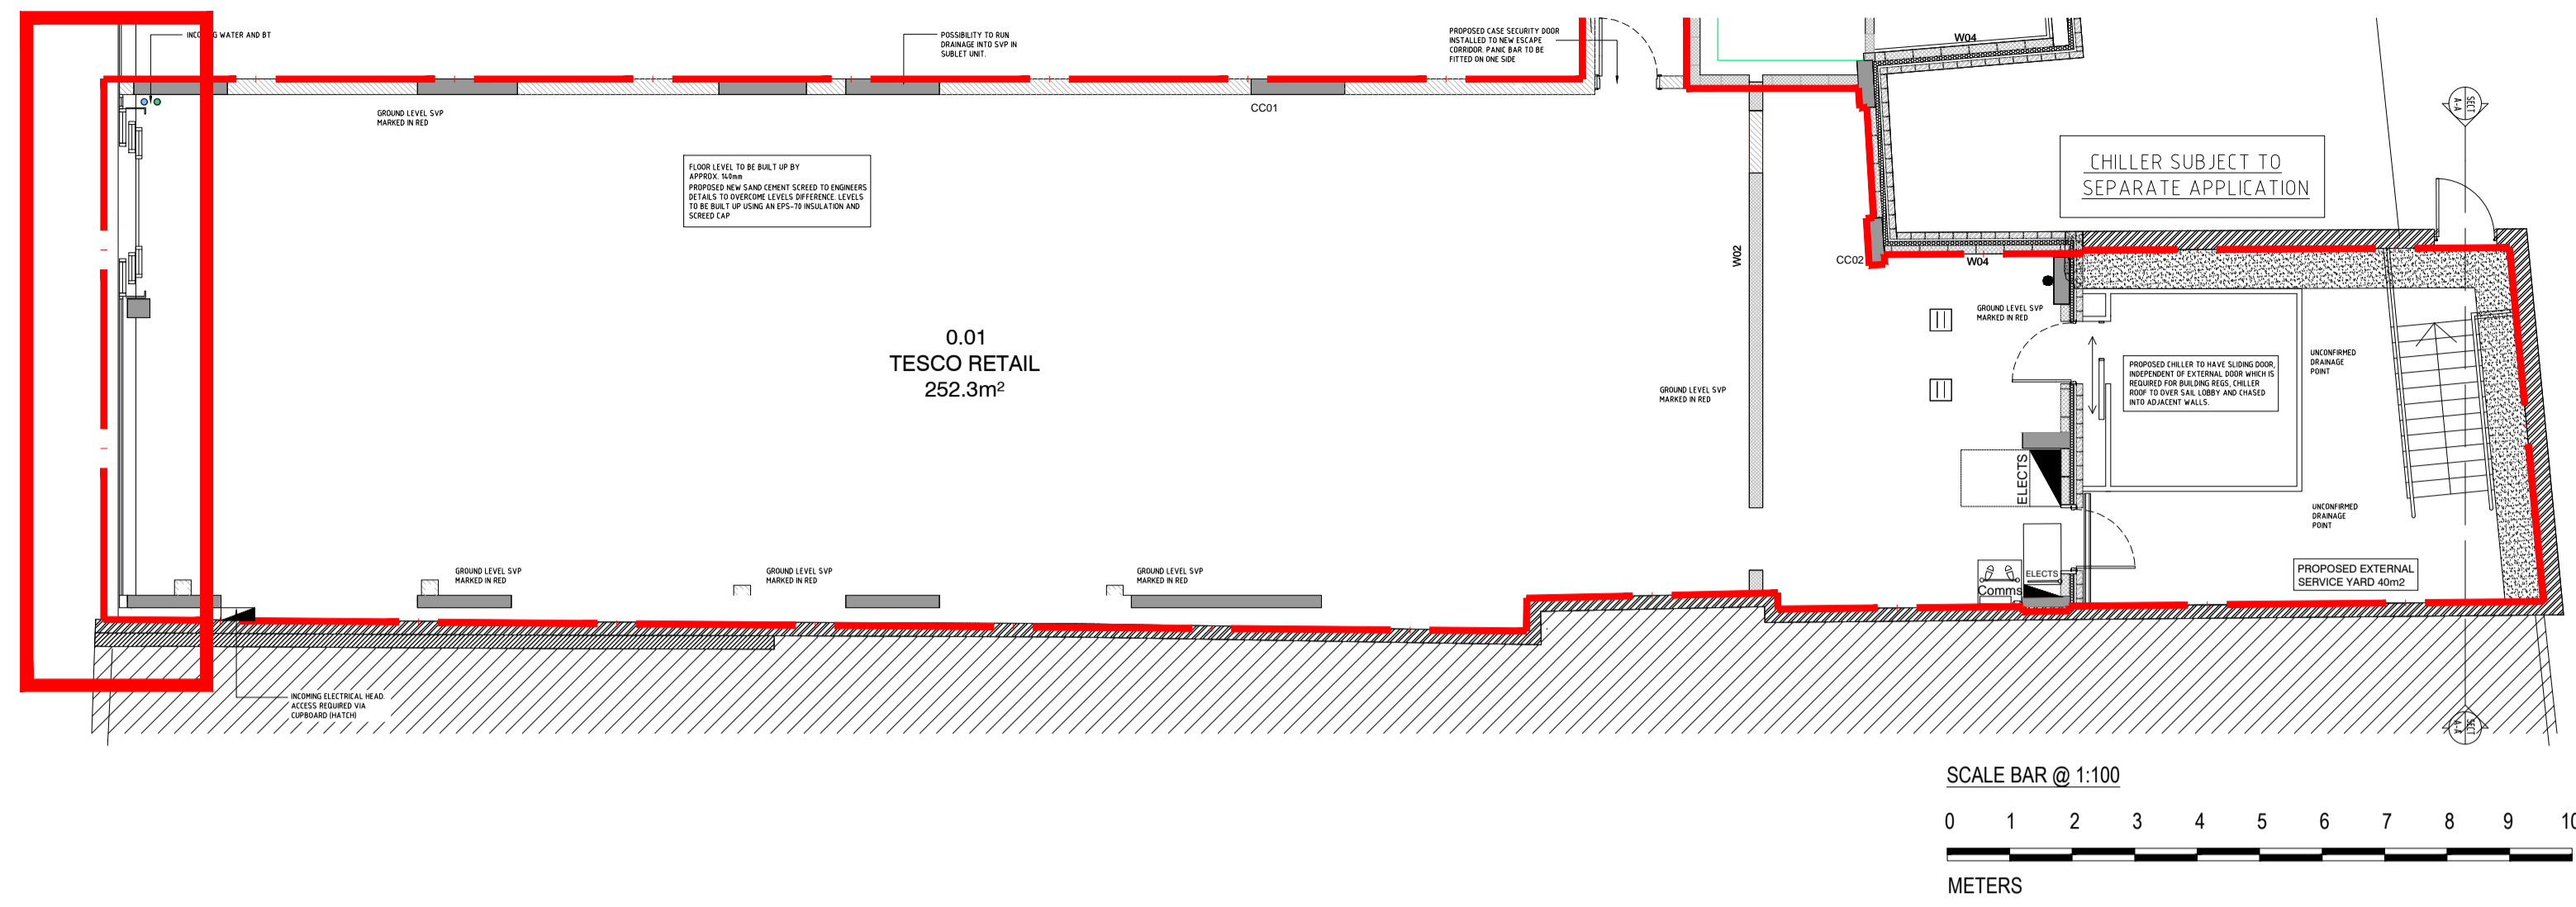 INCOMING WATER AND BT
POSSIBILITY TO RUN
DRAINAGE INTO SVP IN
SUBLET UNIT.
PROPOSED CASE SECURITY DOOR
INSTALLED TO NEW ESCAPE
CORRIDOR. PANIC BAR TO BE
FITTED ON ONE SIDE
W04
SECT
A-A
GROUND LEVEL SVP
MARKED IN RED
CC01
FLOOR LEVEL TO BE BUILT UP BY
APPROX. 140mm
PROPOSED NEW SAND CEMENT SCREED TO ENGINEERS
DETAILS TO OVERCOME LEVELS DIFFERENCE. LEVELS
TO BE BUILT UP USING AN EPS-70 INSULATION AND
SCREED CAP
CHILLER SUBJECT TO
SEPARATE APPLICATION
W02
CC02
W04
0.01
TESCO RETAIL
252.3m²
GROUND LEVEL SVP
MARKED IN RED
GROUND LEVEL SVP
MARKED IN RED
PROPOSED CHILLER TO HAVE SLIDING DOOR,
INDEPENDENT OF EXTERNAL DOOR WHICH IS
REQUIRED FOR BUILDING REGS, CHILLER
ROOF TO OVER SAIL LOBBY AND CHASED
INTO ADJACENT WALLS.
UNCONFIRMED
DRAINAGE
POINT
ELECTS
UNCONFIRMED
DRAINAGE
POINT
GROUND LEVEL SVP
MARKED IN RED
GROUND LEVEL SVP
MARKED IN RED
GROUND LEVEL SVP
MARKED IN RED
ELECTS
Comms
PROPOSED EXTERNAL
SERVICE YARD 40m2
INCOMING ELECTRICAL HEAD.
ACCESS REQUIRED VIA
CUPBOARD (HATCH)
SECT
A-A
SCALE BAR @ 1:100
0 1 2 3 4 5 6 7 8 9 10
METERS